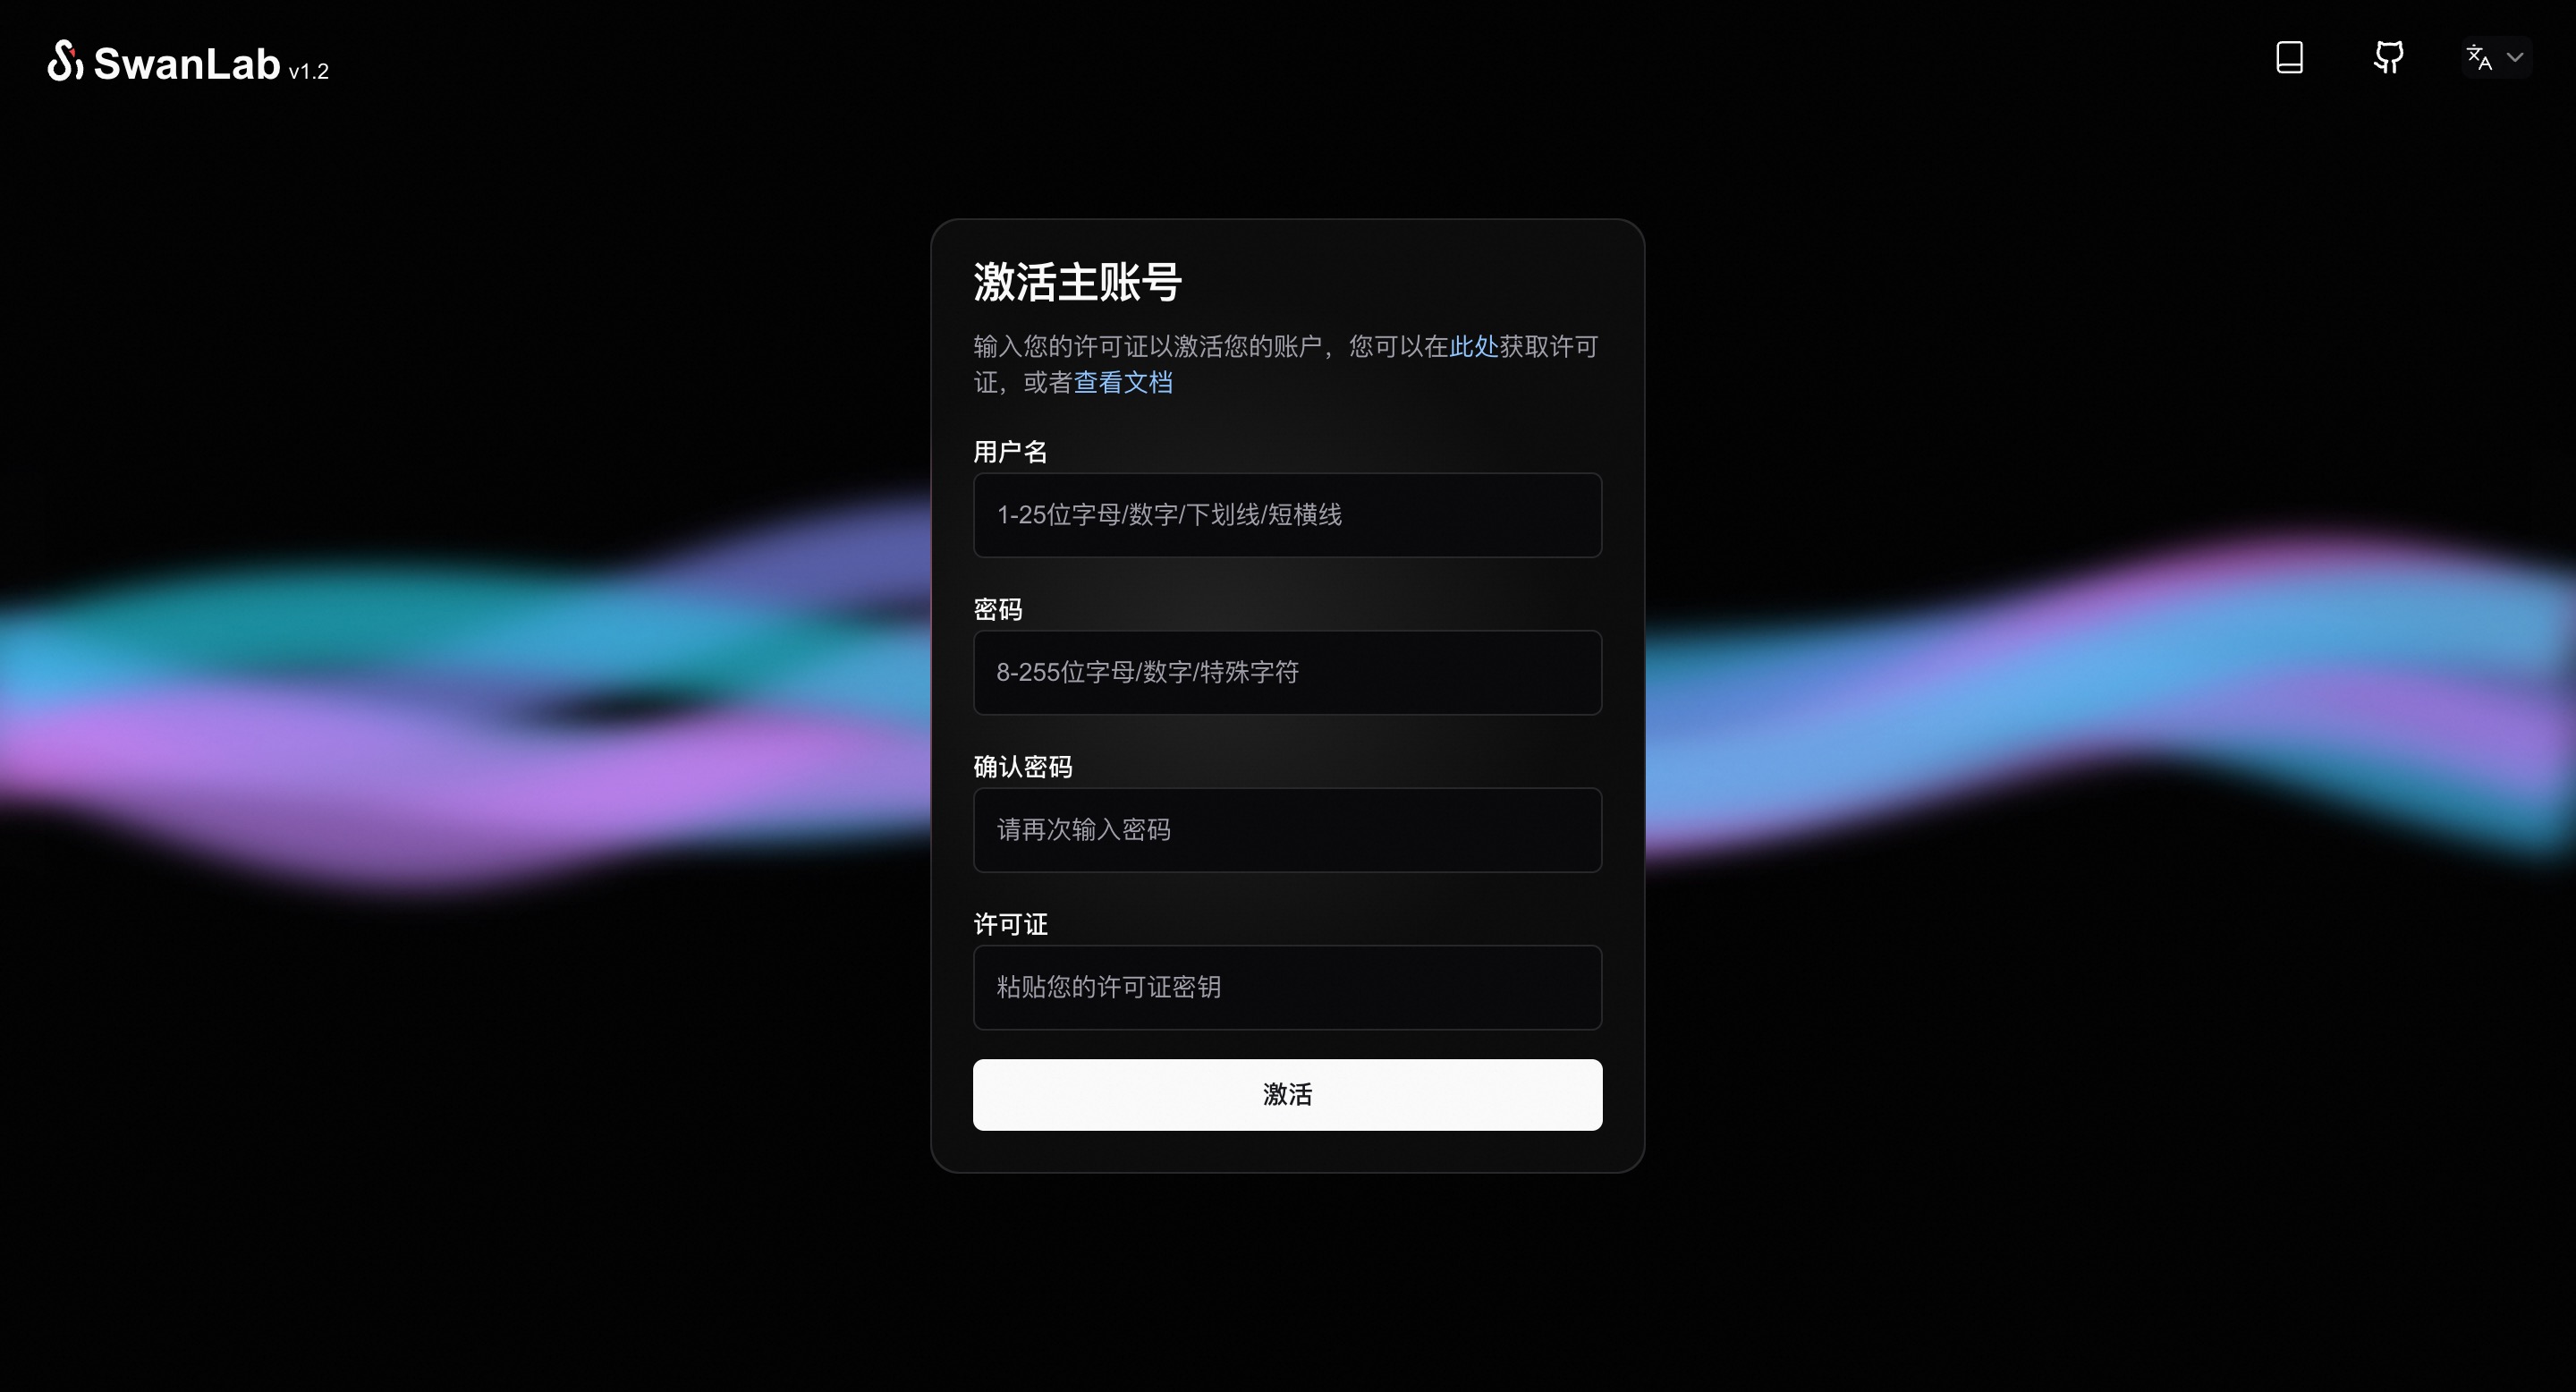 SwanLab v1.2
激活主账号
输入您的许可证以激活您的账户，您可以在此处获取许可
证，或者查看文档
用户名
1-25位字母/数字/下划线/短横线
密码
8-255位字母/数字/特殊字符
确认密码
请再次输入密码
许可证
粘贴您的许可证密钥
激活